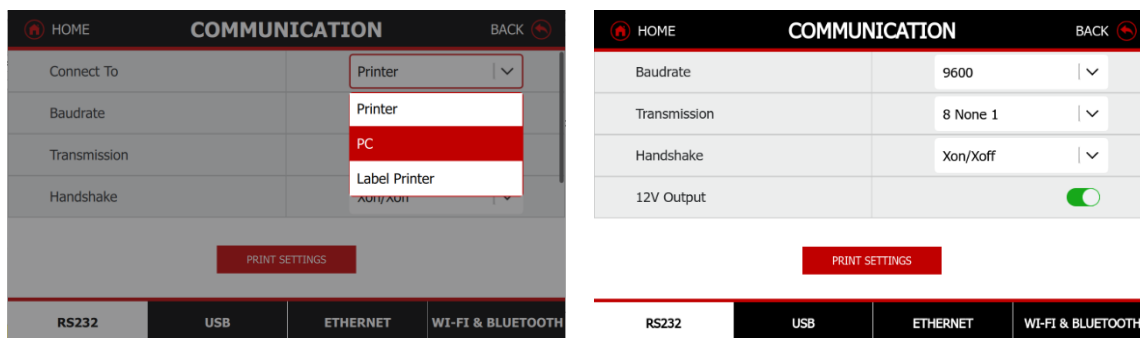 HOME COMMUNICATION BACK
Connect To Printer
Baudrate Printer
PC
Transmission
Label Printer
Handshake Xon/Xoff
PRINT SETTINGS
RS232 USB ETHERNET WI-FI & BLUETOOTH
HOME COMMUNICATION BACK
Baudrate 9600
Transmission 8 None 1
Handshake Xon/Xoff
12V Output
PRINT SETTINGS
RS232 USB ETHERNET WI-FI & BLUETOOTH